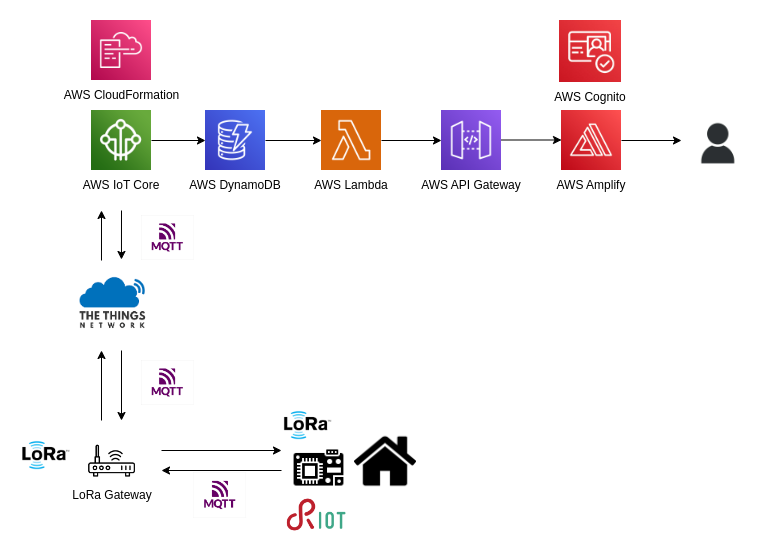 AWS CloudFormation
AWS Cognito
AWS IoT Core
AWS DynamoDB
AWS Lambda
AWS API Gateway
AWS Amplify
MQTT
THE THINGS
NETWORK
MQTT
LoRa
LoRa
LoRa Gateway
MQTT
RIOT